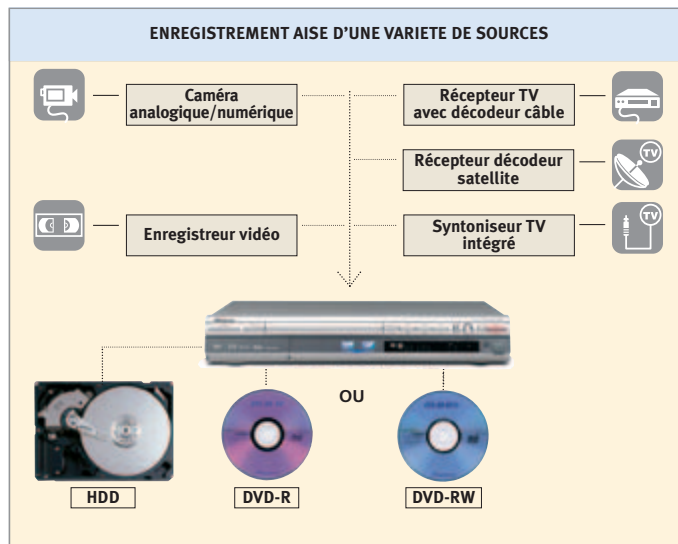 ENREGISTREMENT AISE D'UNE VARIETE DE SOURCES
Caméra
analogique/numérique
Récepteur TV
avec décodeur câble
TV
Récepteur décodeur
satellite
Enregistreur vidéo
Syntoniseur TV
intégré
TV
OU
HDD
DVD-R
DVD-RW